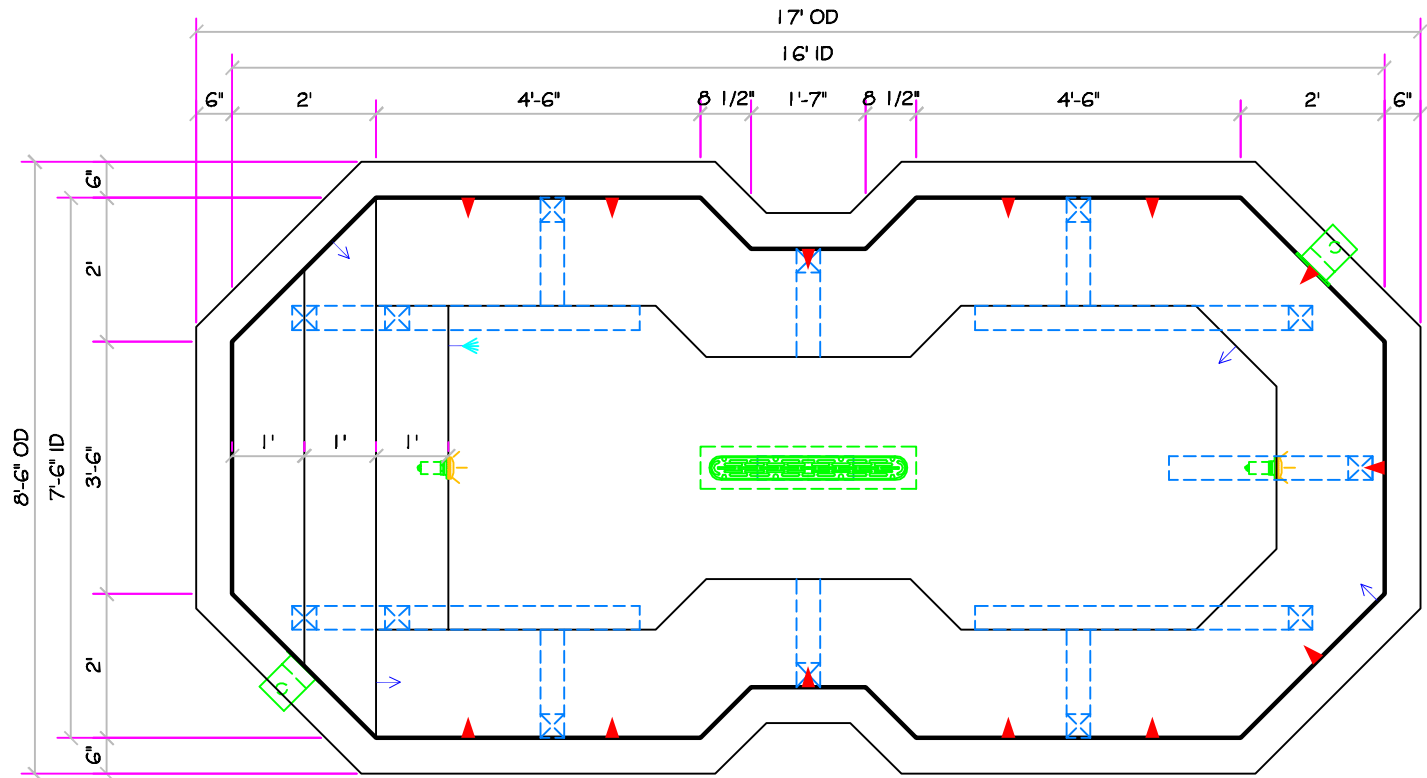 17' OD
16' ID
6" 2' 4'-6" 8 1/2" 1'-7" 8 1/2" 4'-6" 2' 6"
6"
2'
3'-6"
2'
6"
7'-6" ID
8'-6" OD
1' 1' 1'
C
C